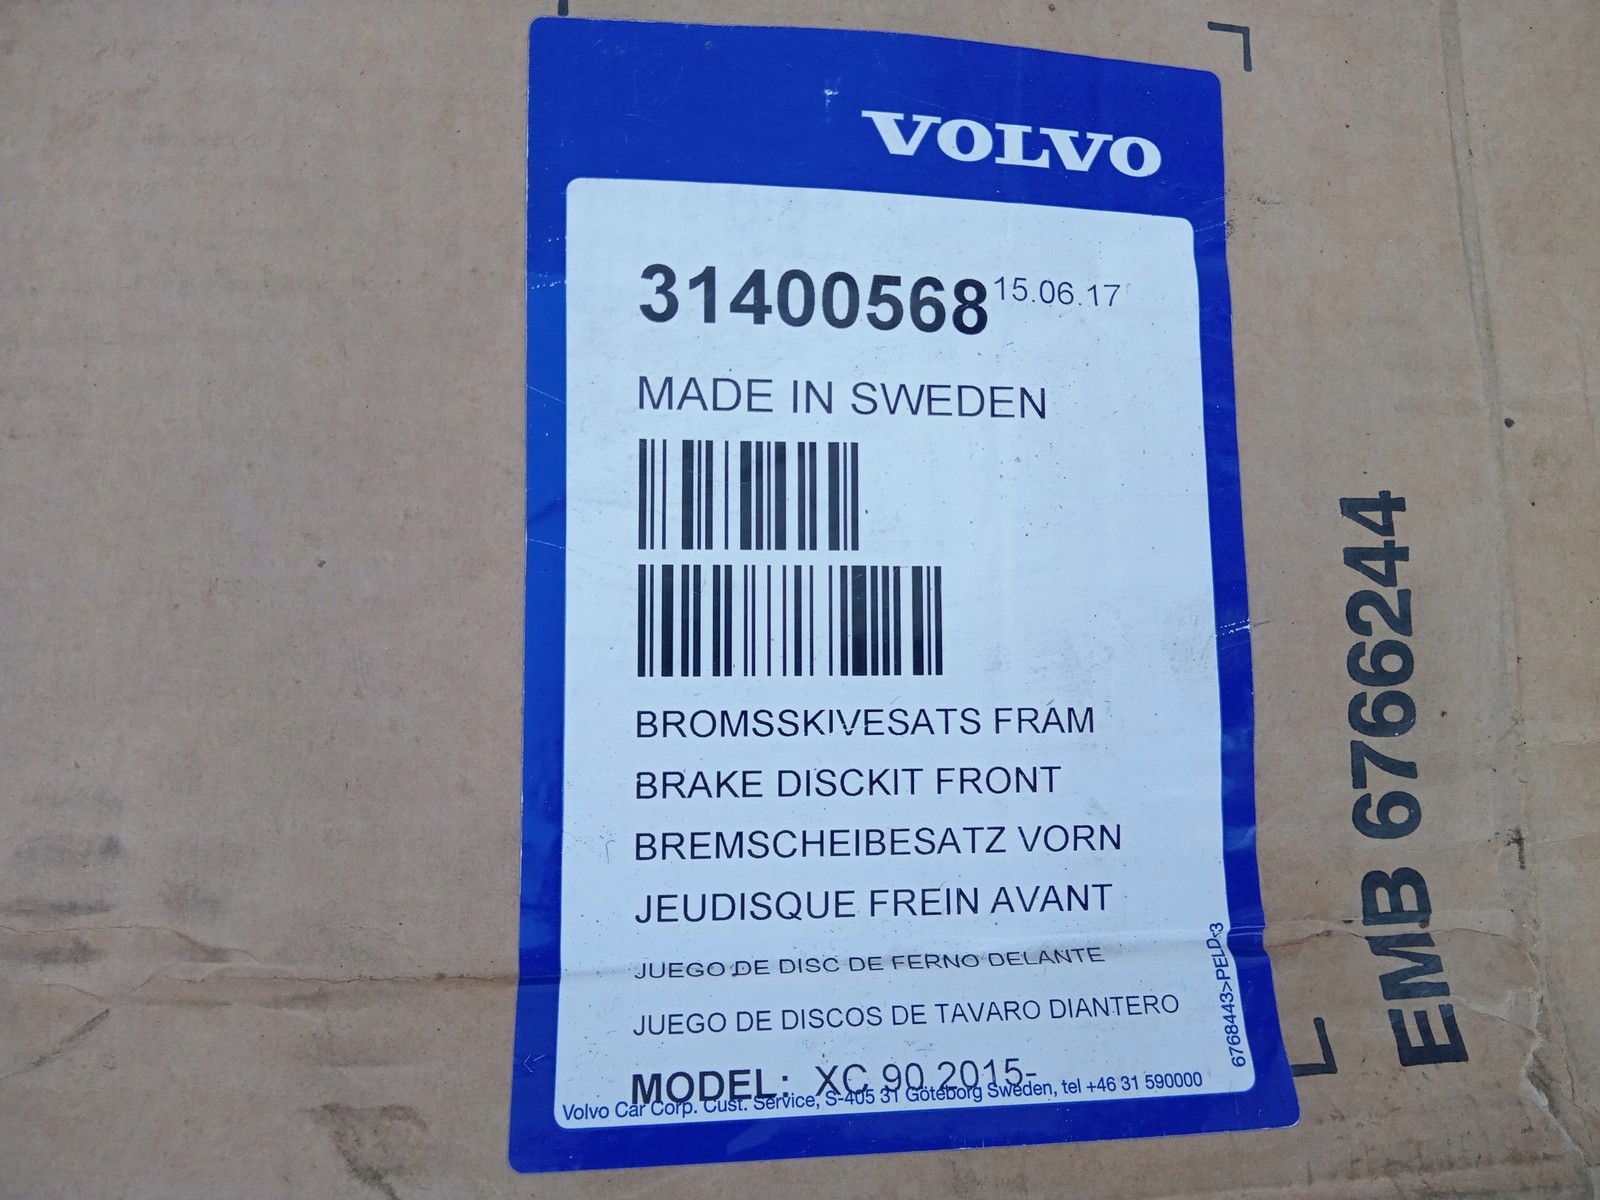 VOLVO
31400568 15.06.17
MADE IN SWEDEN
BROMSSKIVESATS FRAM
BRAKE DISCKIT FRONT
BREMSCHEIBESATZ VORN
JEUDISQUE FREIN AVANT
JUEGO DE DISC DE FERNO DELANTE
JUEGO DE DISCOS DE TAVARO DIANTERO
MODEL: XC 90 2015-
Volvo Car Corp. Cust. Service, S-405 31 Göteborg Sweden, tel +46 31 590000
6768443>PELD<3
EMB 6766244